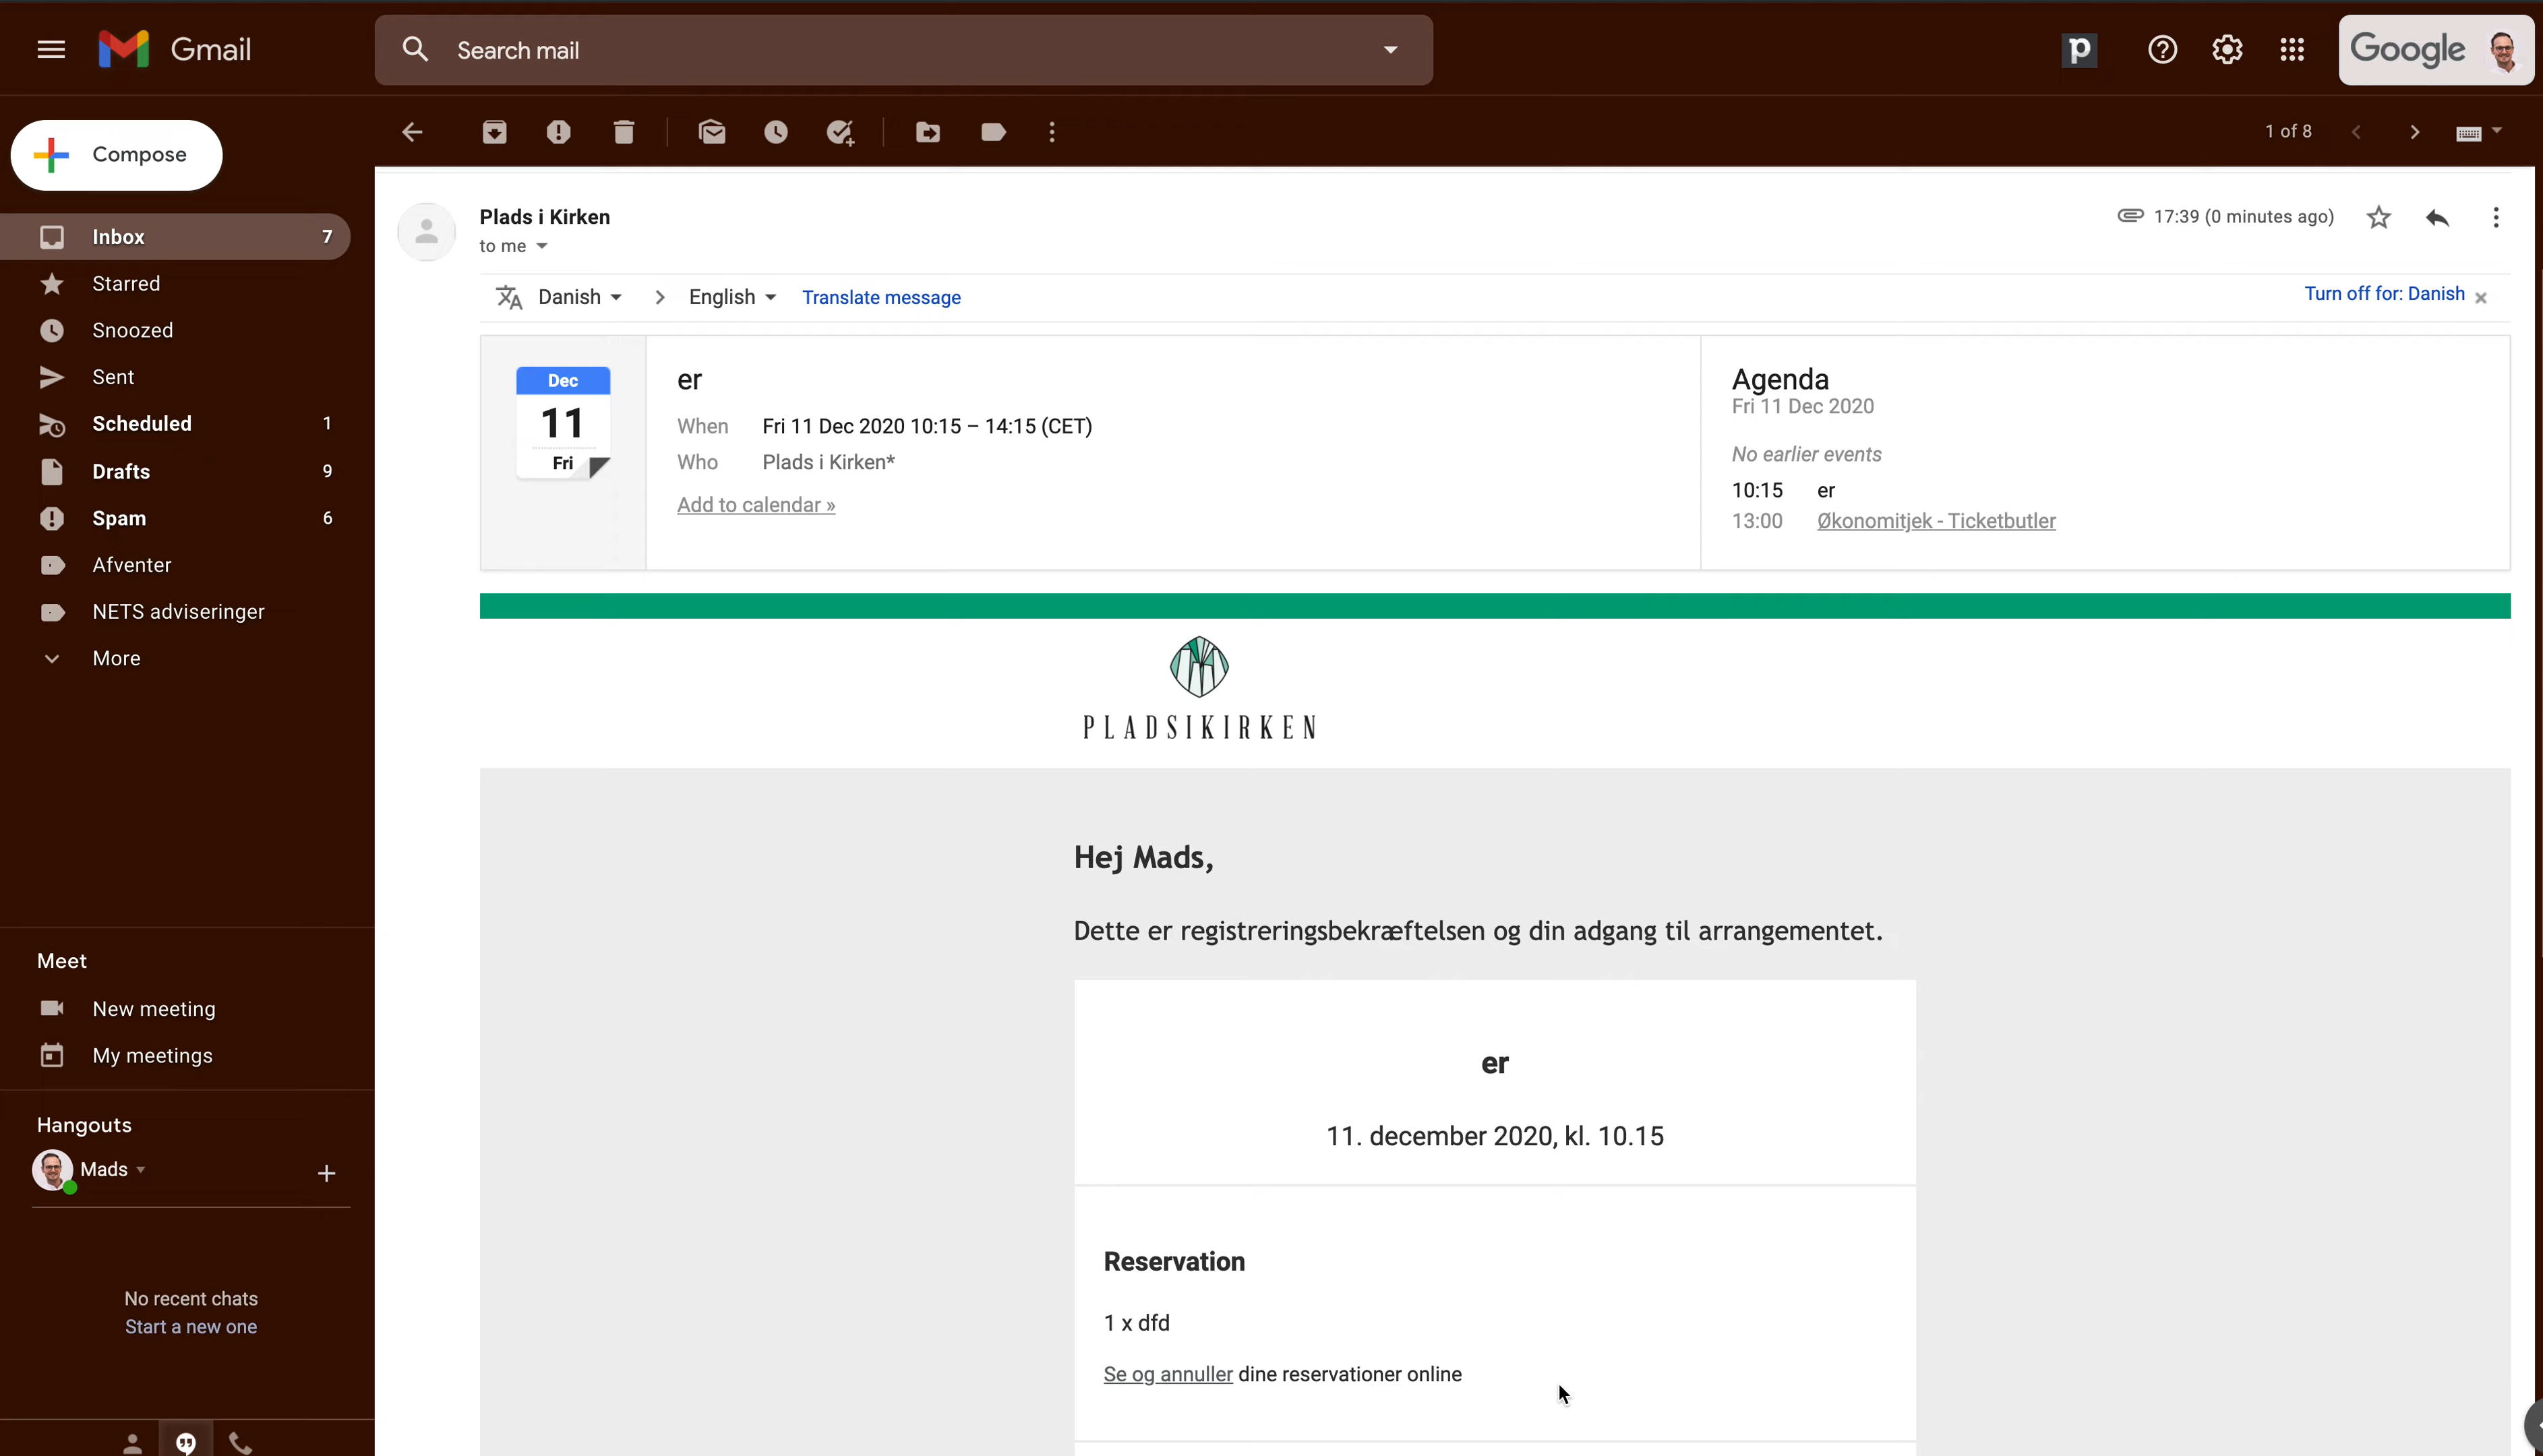 Gmail
Search mail
Google
Compose
1 of 8
Inbox 7
Starred
Snoozed
Sent
Scheduled 1
Drafts 9
Spam 6
Afventer
NETS adviseringer
More
Meet
New meeting
My meetings
Hangouts
Mads
No recent chats
Start a new one
Plads i Kirken
17:39 (0 minutes ago)
to me
Danish > English Translate message
Turn off for: Danish
Dec
11
Fri
er
When Fri 11 Dec 2020 10:15 – 14:15 (CET)
Who Plads i Kirken*
Add to calendar »
Agenda
Fri 11 Dec 2020
No earlier events
10:15 er
13:00 Økonomitjek - Ticketbutler
PLADSIKIRKEN
Hej Mads,
Dette er registreringsbekræftelsen og din adgang til arrangementet.
er
11. december 2020, kl. 10.15
Reservation
1 x dfd
Se og annuller dine reservationer online